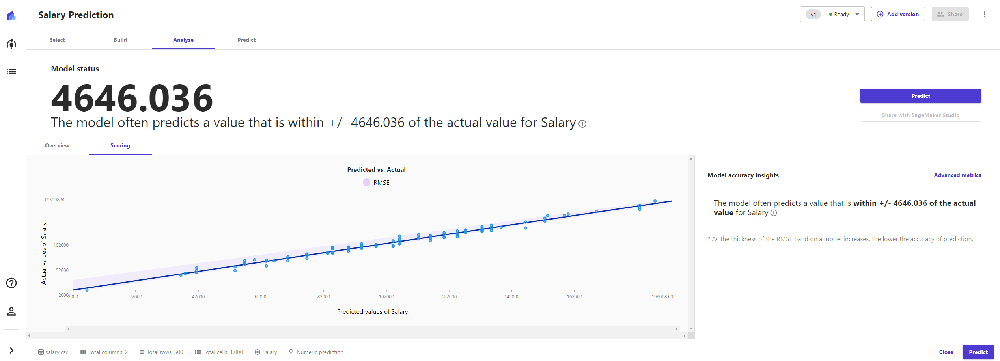 Salary Prediction
V1 Ready
Add version
Share
Select Build Analyze Predict
Model status
4646.036
The model often predicts a value that is within +/- 4646.036 of the actual value for Salary
Predict
Share with SageMaker Studio
Overview Scoring
Predicted vs. Actual
RMSE
193098.60...
102000
52000
2000
Actual values of Salary
2000 22000 42000 62000 82000 102000 122000 142000 162000 193098.60...
Predicted values of Salary
Model accuracy insights
Advanced metrics
The model often predicts a value that is within +/- 4646.036 of the actual
value for Salary
* As the thickness of the RMSE band on a model increases, the lower the accuracy of prediction.
salary.csv Total columns: 2 Total rows: 500 Total cells: 1,000 Salary Numeric prediction
Close Predict